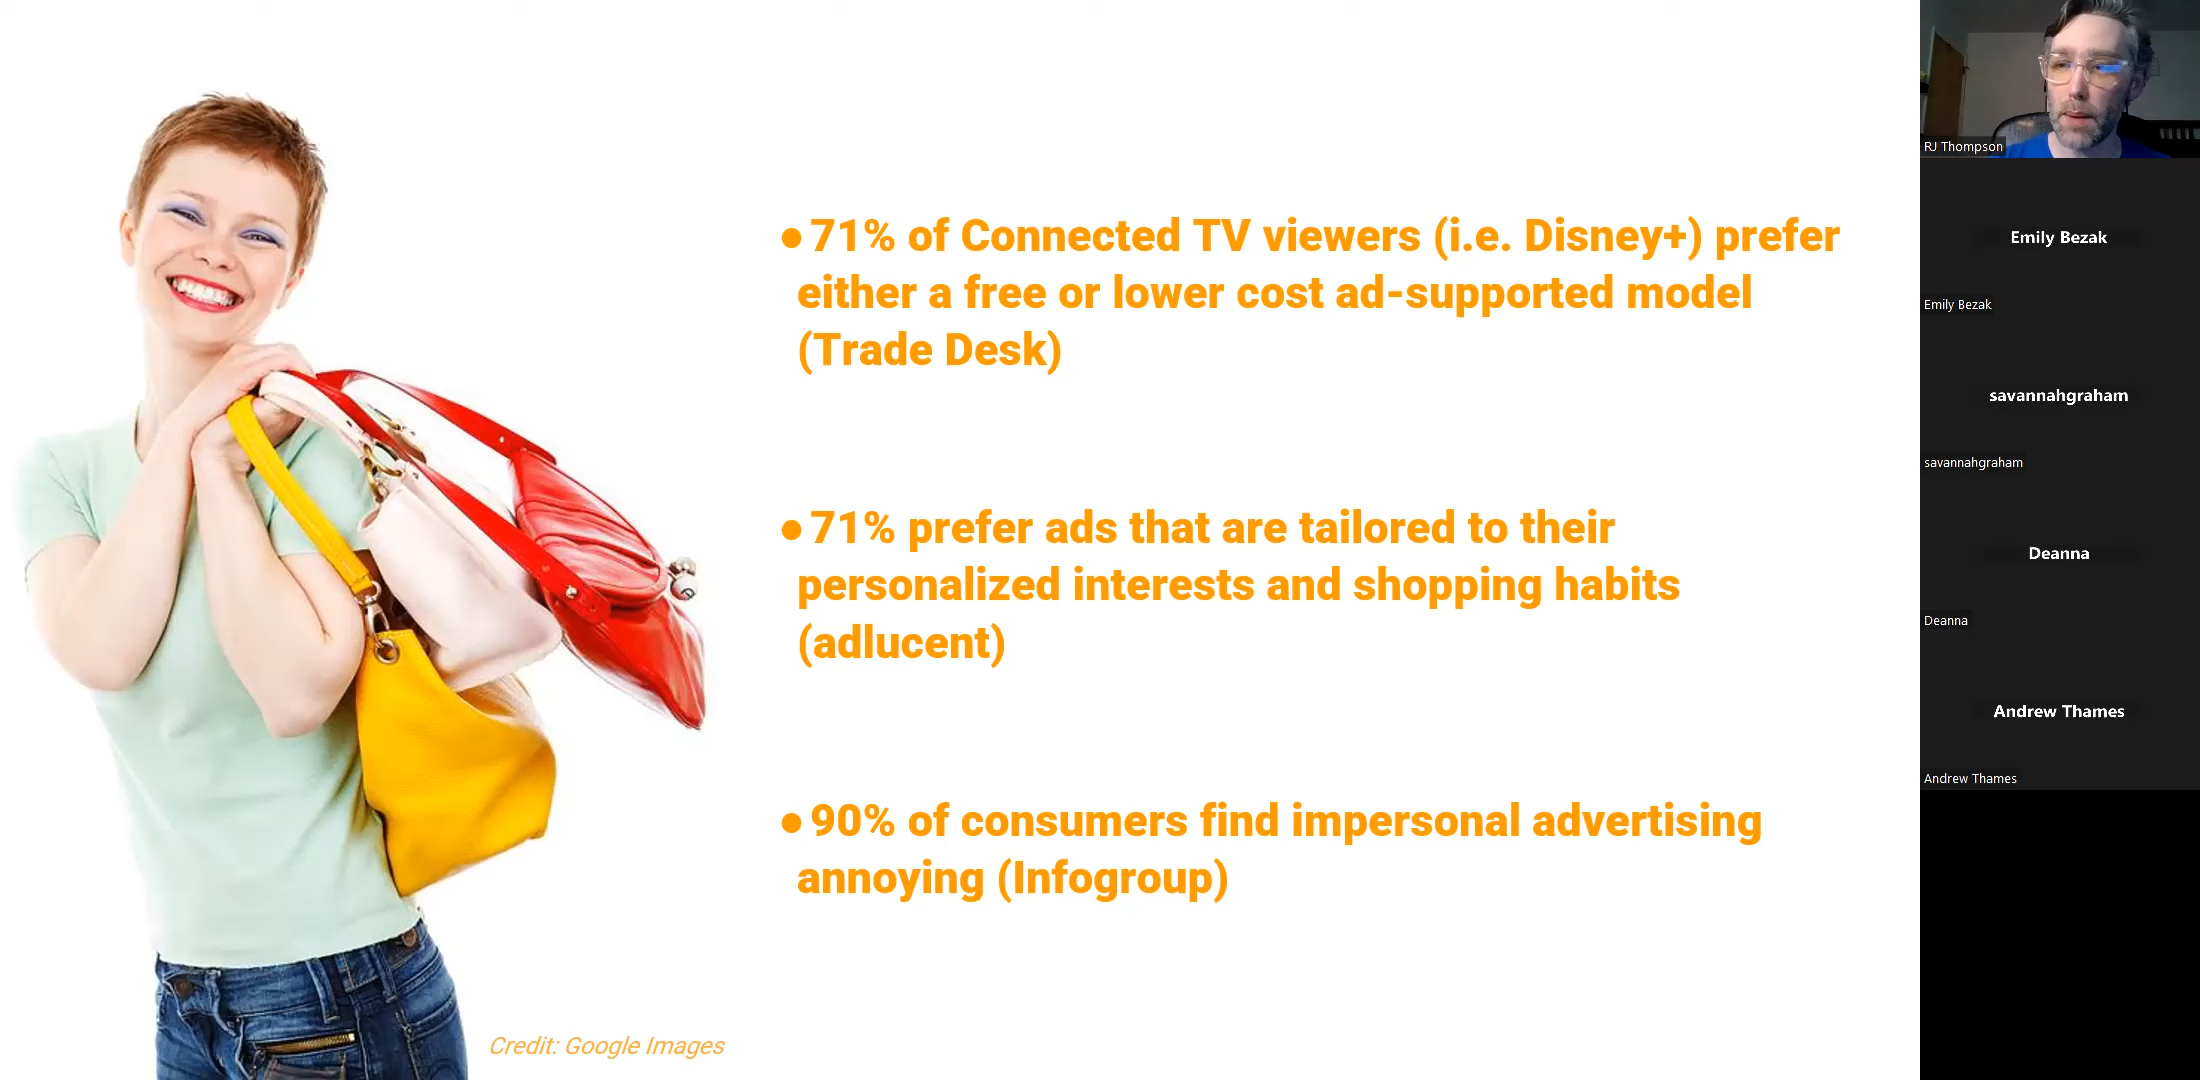 ● 71% of Connected TV viewers (i.e. Disney+) prefer
either a free or lower cost ad-supported model
(Trade Desk)
● 71% prefer ads that are tailored to their
personalized interests and shopping habits
(adlucent)
● 90% of consumers find impersonal advertising
annoying (Infogroup)
Credit: Google Images
RJ Thompson
Emily Bezak
Emily Bezak
savannahgraham
savannahgraham
Deanna
Deanna
Andrew Thames
Andrew Thames